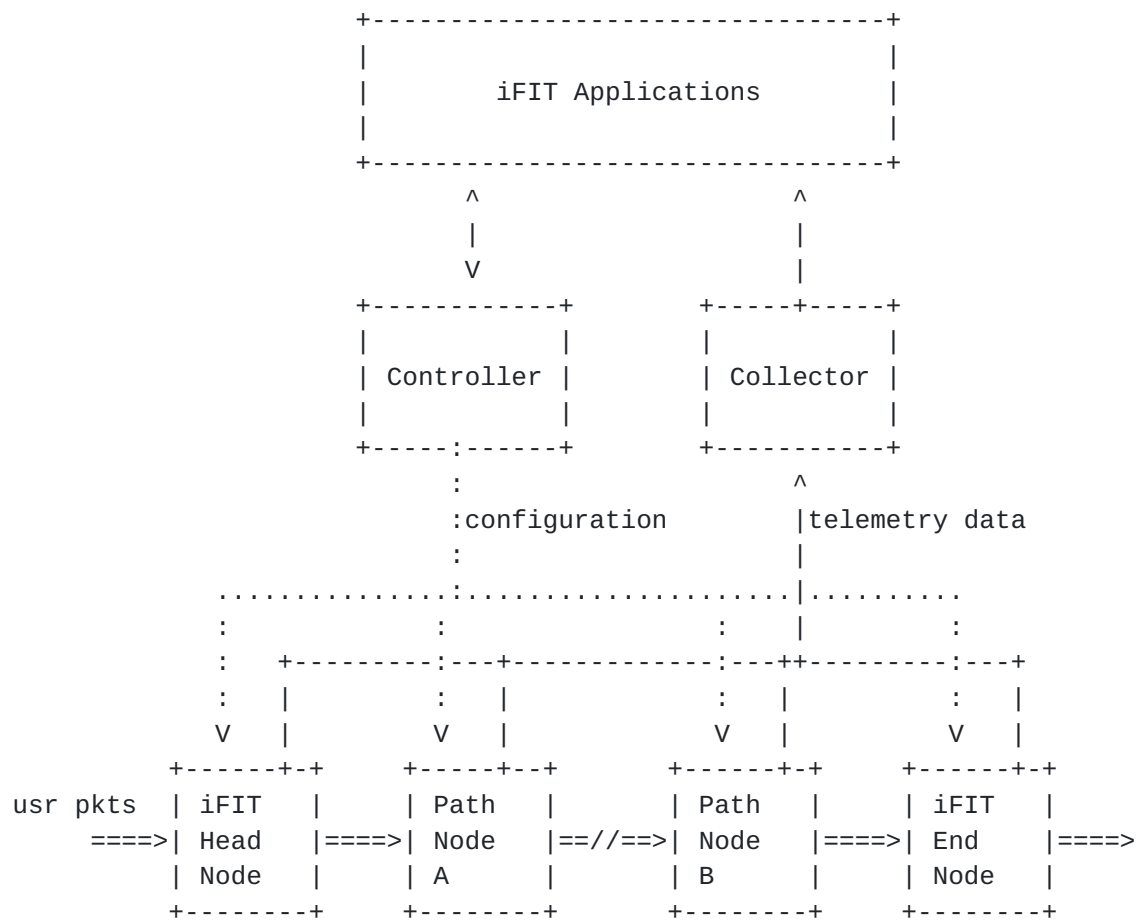 iFIT Applications
Controller Collector
configuration telemetry data
usr pkts iFIT Path Path iFIT
Head Node Node End
Node A B Node